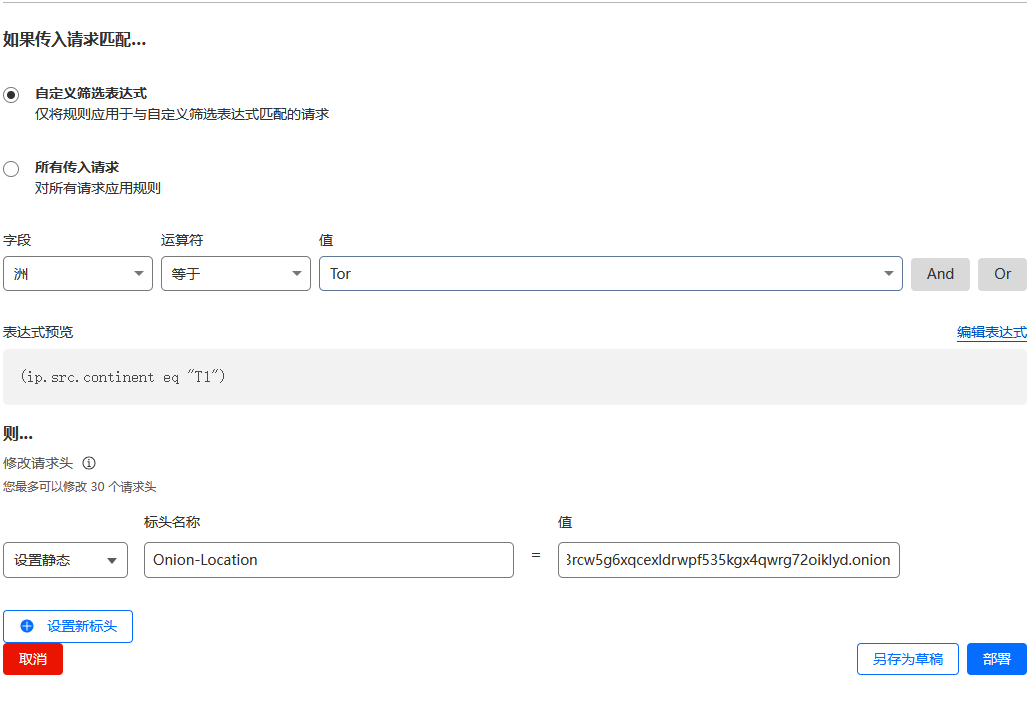 如果传入请求匹配...
自定义筛选表达式
仅将规则应用于与自定义筛选表达式匹配的请求
所有传入请求
对所有请求应用规则
字段 运算符 值
洲 等于 Tor And Or
表达式预览 编辑表达式
(ip.src.continent eq "T1")
则...
修改请求头
您最多可以修改 30 个请求头
标头名称 值
设置静态 Onion-Location = 3rcw5g6xqcexldrwpf535kgx4qwrg72oiklyd.onion
设置新标头
取消 另存为草稿 部署